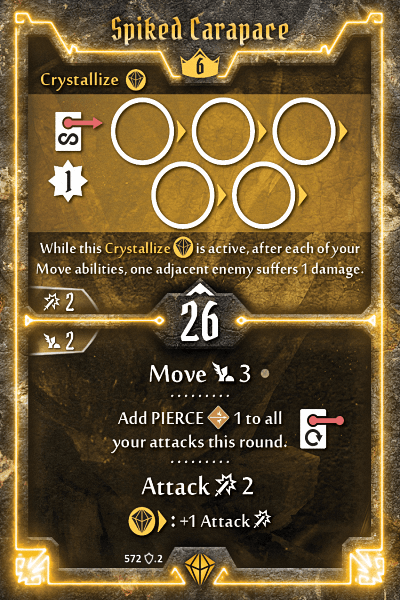 Spiked Carapace
6
Crystallize
1
While this Crystallize is active, after each of your
Move abilities, one adjacent enemy suffers 1 damage.
2
26
2
Move 3
Add PIERCE 1 to all
your attacks this round.
Attack 2
: +1 Attack
572 .2